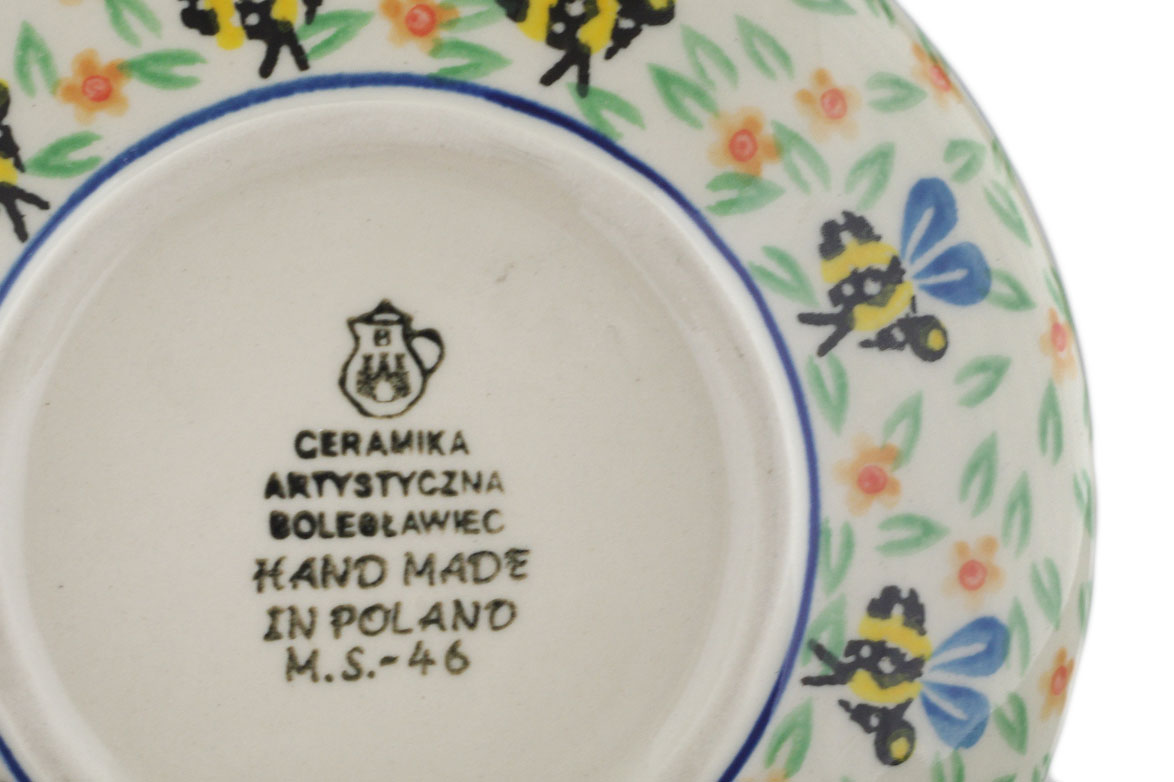 B
CERAMIKA
ARTYSTYCZNA
BOLESŁAWIEC
HAND MADE
IN POLAND
M.S.-46